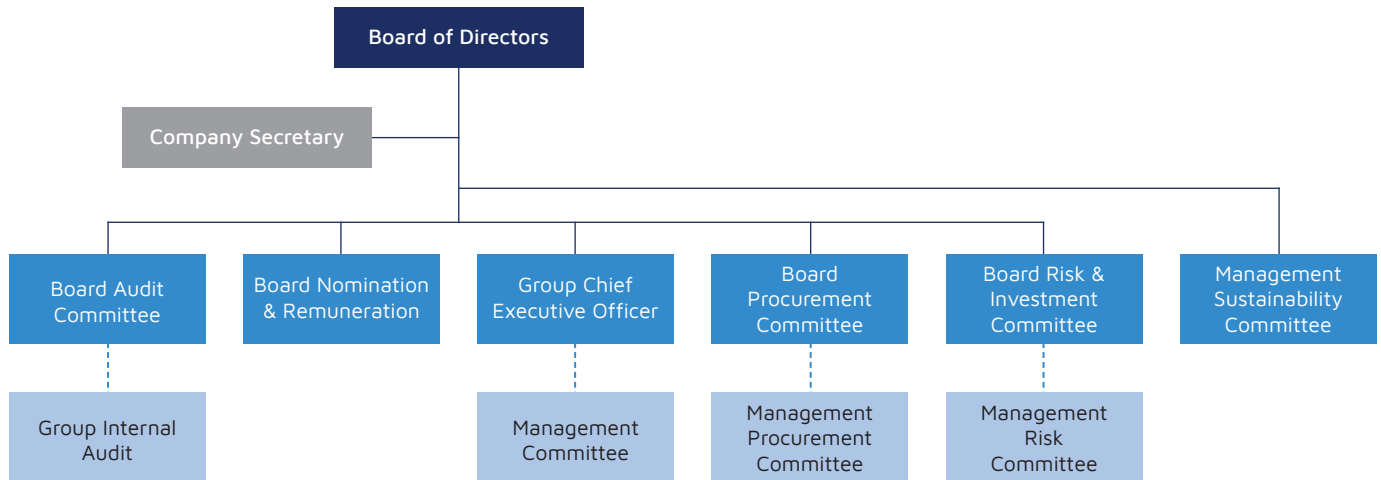 Board of Directors
Company Secretary
Board Audit
Committee
Board Nomination
& Remuneration
Group Chief
Executive Officer
Board
Procurement
Committee
Board Risk &
Investment
Committee
Management
Sustainability
Committee
Group Internal
Audit
Management
Committee
Management
Procurement
Committee
Management
Risk
Committee